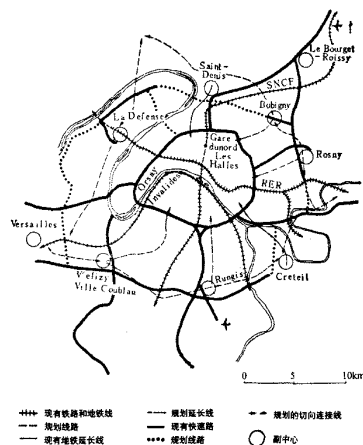 Le Bourget-
Roissy
Saint-
Denis
SNCF
Bobigny
La Defense
Gare
du nord
Les
Halles
Rosny
Orsay
Invalides
RER
Versailles
Velizy
Ville Coublau
Rungis
Creteil
0 5 10km
现有铁路和地铁线
规划延长线
规划的切向连接线
规划线路
现有快速路
副中心
现有地铁延长线
规划线路